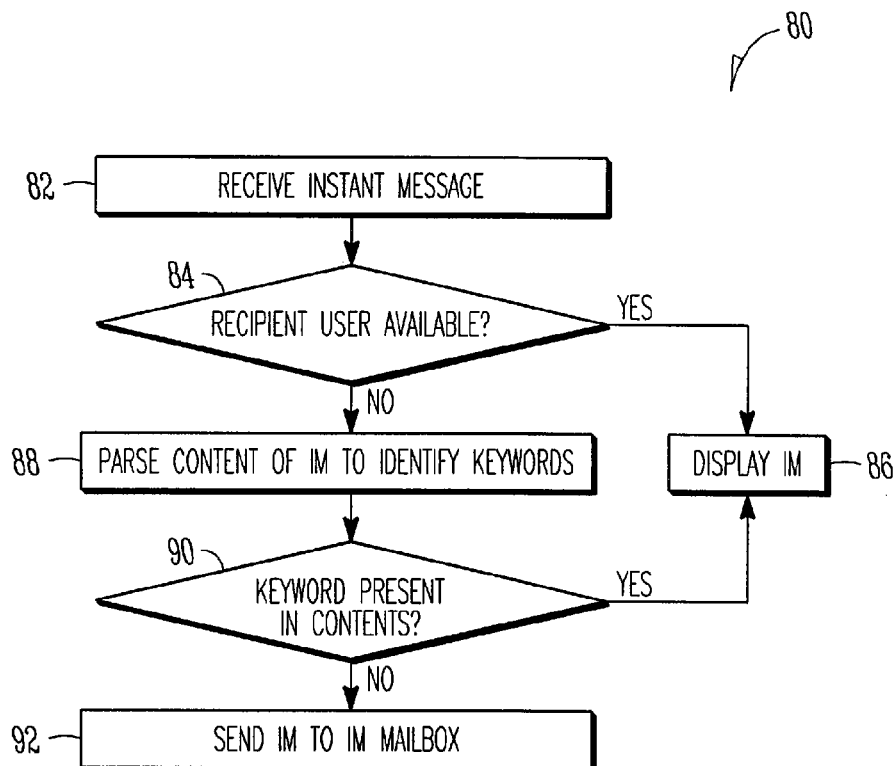 80
82
RECEIVE INSTANT MESSAGE
84
RECIPIENT USER AVAILABLE?
YES
NO
88
PARSE CONTENT OF IM TO IDENTIFY KEYWORDS
DISPLAY IM
86
90
KEYWORD PRESENT
IN CONTENTS?
YES
NO
92
SEND IM TO IM MAILBOX